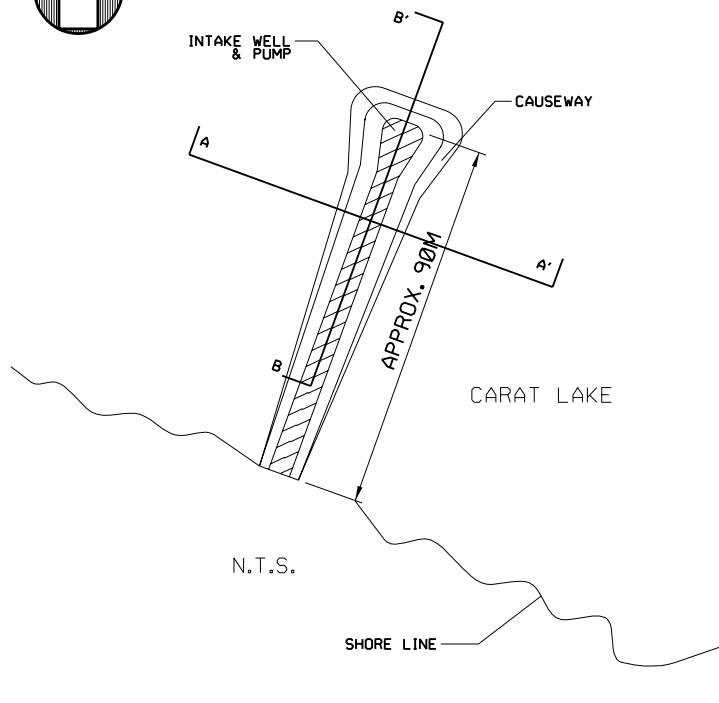 B'
INTAKE WELL
& PUMP
CAUSEWAY
A
A'
APPROX. 90M
B
CARAT LAKE
N.T.S.
SHORE LINE